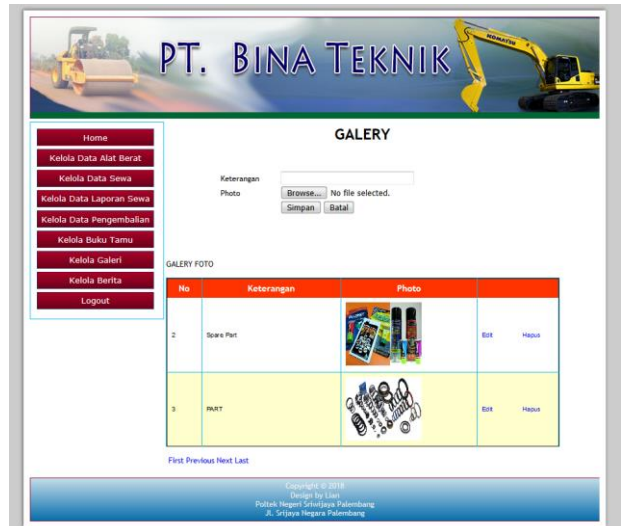 PT. BINA TEKNIK
KOMATSU
Home
Kelola Data Alat Berat
Kelola Data Sewa
Kelola Data Laporan Sewa
Kelola Data Pengembalian
Kelola Buku Tamu
Kelola Galeri
Kelola Berita
Logout
GALERY
Keterangan
Photo Browse... No file selected.
Simpan Batal
GALERY FOTO
No Keterangan Photo
2 Spare Part Edit Hapus
3 PART Edit Hapus
First Previous Next Last
Copyright © 2018
Design by Lian
Poltek Negeri Sriwijaya Palembang
JL. Srijaya Negara Palembang